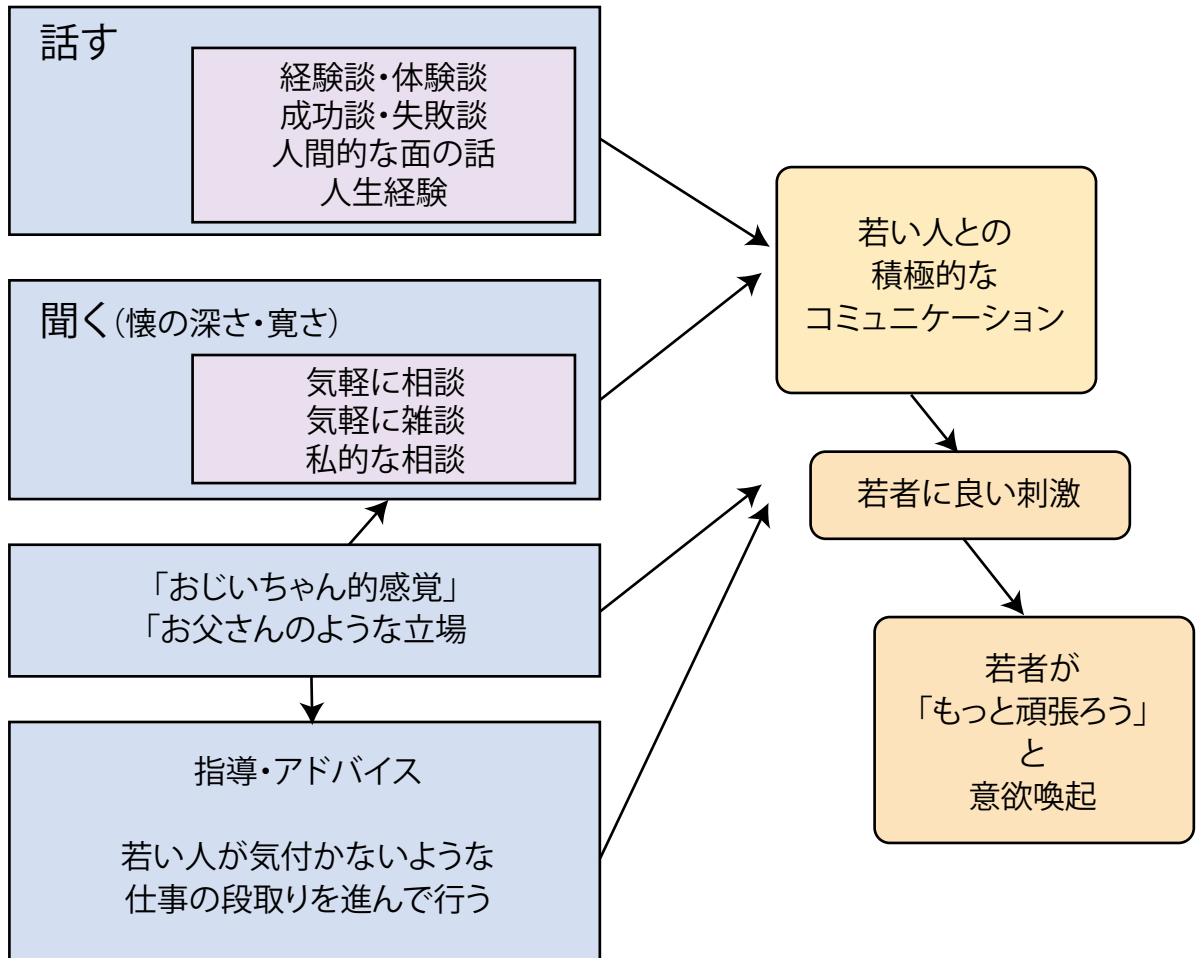 話す
経験談・体験談
成功談・失敗談
人間的な面の話
人生経験
聞く（懐の深さ・寛さ）
気軽に相談
気軽に雑談
私的な相談
「おじいちゃん的感覚」
「お父さんのような立場
指導・アドバイス
若い人が気付かないような
仕事の段取りを進んで行う
若い人との
積極的な
コミュニケーション
若者に良い刺激
若者が
「もっと頑張ろう」
と
意欲喚起